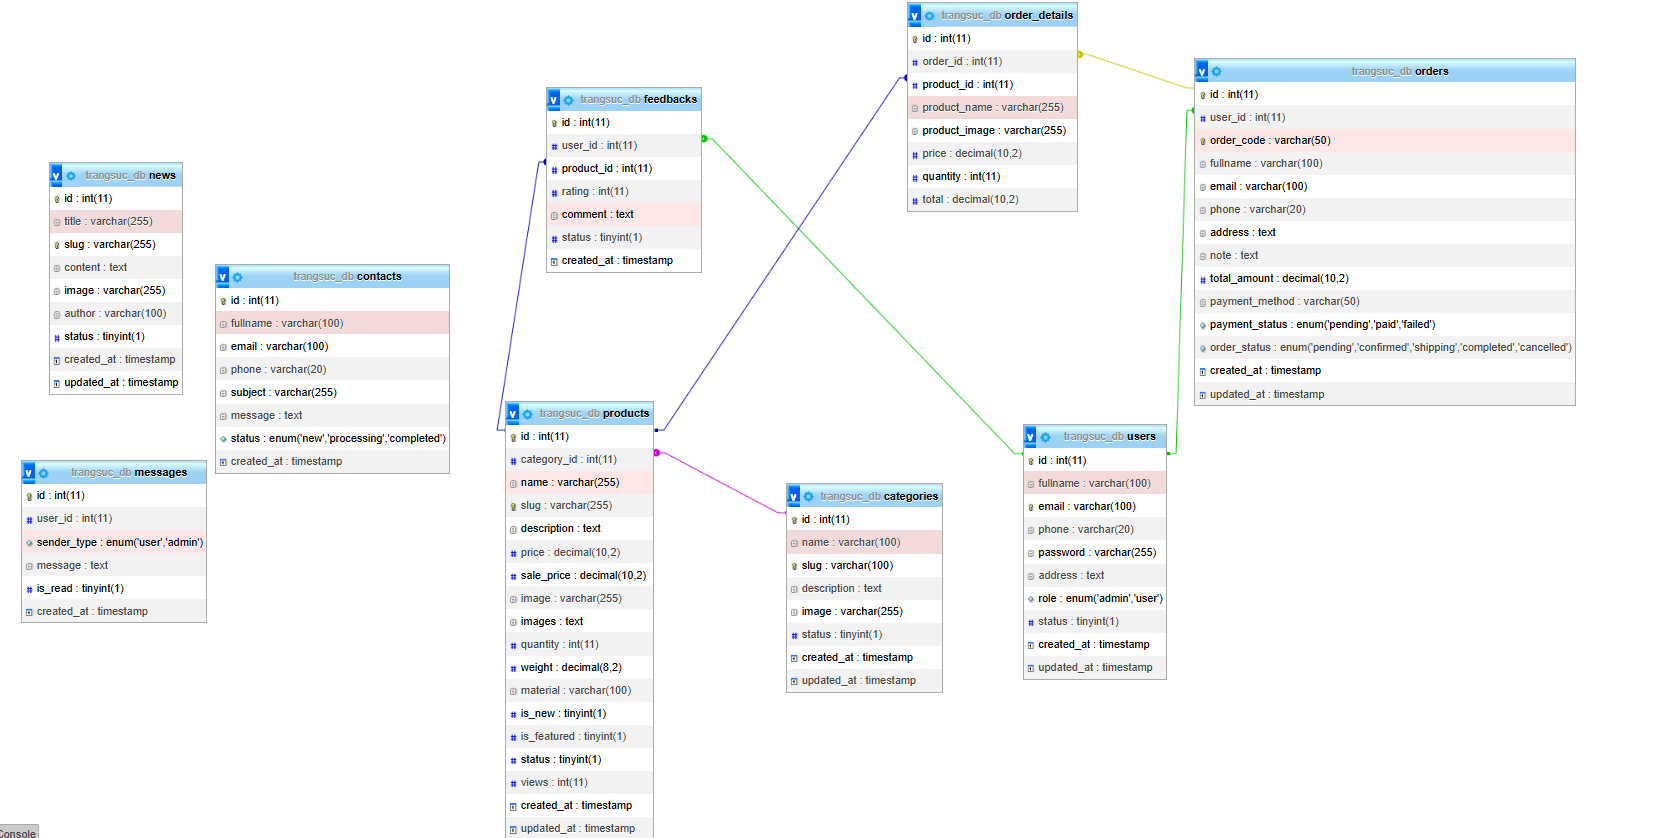 trangsuc_db news
id : int(11)
title : varchar(255)
slug : varchar(255)
content : text
image : varchar(255)
author : varchar(100)
status : tinyint(1)
created_at : timestamp
updated_at : timestamp
trangsuc_db contacts
id : int(11)
fullname : varchar(100)
email : varchar(100)
phone : varchar(20)
subject : varchar(255)
message : text
status : enum('new','processing','completed')
created_at : timestamp
trangsuc_db messages
id : int(11)
user_id : int(11)
sender_type : enum('user','admin')
message : text
is_read : tinyint(1)
created_at : timestamp
trangsuc_db feedbacks
id : int(11)
user_id : int(11)
product_id : int(11)
rating : int(11)
comment : text
status : tinyint(1)
created_at : timestamp
trangsuc_db products
id : int(11)
category_id : int(11)
name : varchar(255)
slug : varchar(255)
description : text
price : decimal(10,2)
sale_price : decimal(10,2)
image : varchar(255)
images : text
quantity : int(11)
weight : decimal(8,2)
material : varchar(100)
is_new : tinyint(1)
is_featured : tinyint(1)
status : tinyint(1)
views : int(11)
created_at : timestamp
updated_at : timestamp
trangsuc_db categories
id : int(11)
name : varchar(100)
slug : varchar(100)
description : text
image : varchar(255)
status : tinyint(1)
created_at : timestamp
updated_at : timestamp
trangsuc_db order_details
id : int(11)
order_id : int(11)
product_id : int(11)
product_name : varchar(255)
product_image : varchar(255)
price : decimal(10,2)
quantity : int(11)
total : decimal(10,2)
trangsuc_db users
id : int(11)
fullname : varchar(100)
email : varchar(100)
phone : varchar(20)
password : varchar(255)
address : text
role : enum('admin','user')
status : tinyint(1)
created_at : timestamp
updated_at : timestamp
trangsuc_db orders
id : int(11)
user_id : int(11)
order_code : varchar(50)
fullname : varchar(100)
email : varchar(100)
phone : varchar(20)
address : text
note : text
total_amount : decimal(10,2)
payment_method : varchar(50)
payment_status : enum('pending','paid','failed')
order_status : enum('pending','confirmed','shipping','completed','cancelled')
created_at : timestamp
updated_at : timestamp
Console